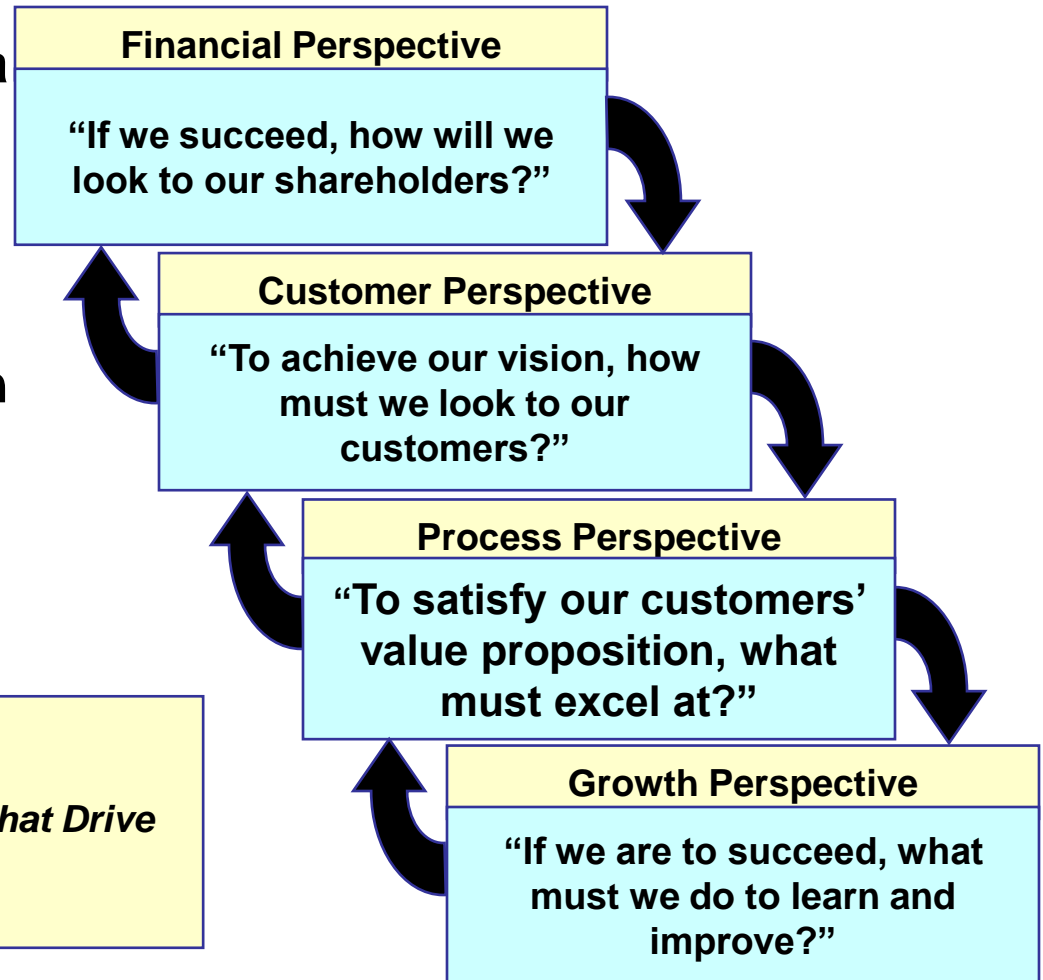 Financial Perspective
“If we succeed, how will we
look to our shareholders?”
Customer Perspective
“To achieve our vision, how
must we look to our
customers?”
Process Perspective
“To satisfy our customers’
value proposition, what
must excel at?”
hat Drive
Growth Perspective
“If we are to succeed, what
must we do to learn and
improve?”